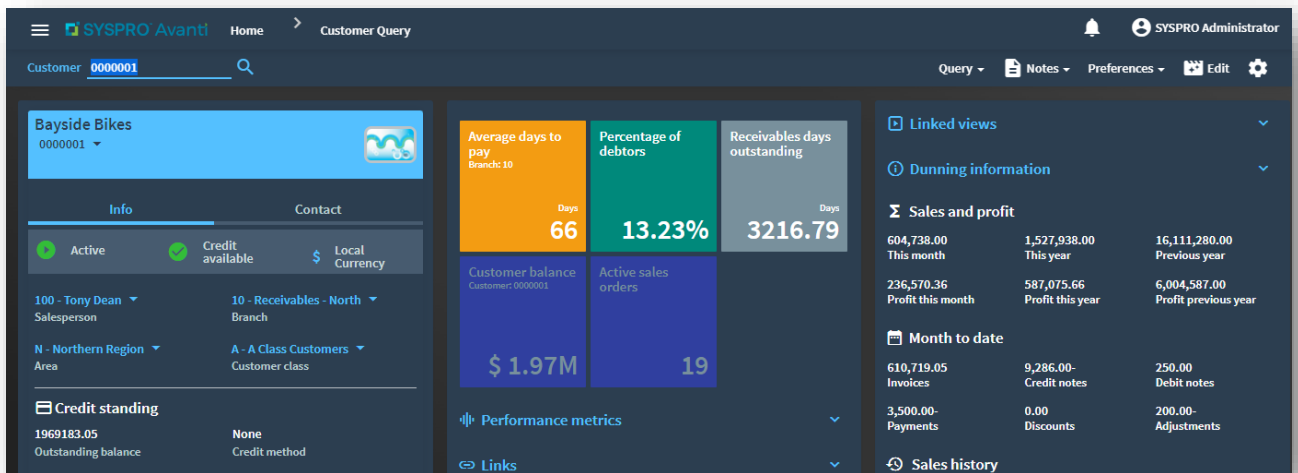 SYSPRO Avanti Home > Customer Query SYSPRO Administrator
Customer 0000001 Query Notes Preferences Edit
Bayside Bikes
0000001
Info Contact
Active Credit available $ Local Currency
100 - Tony Dean 10 - Receivables - North
Salesperson Branch
N - Northern Region A - A Class Customers
Area Customer class
Credit standing
1969183.05 None
Outstanding balance Credit method
Average days to pay
Branch: 10
Days
66
Percentage of debtors
13.23%
Receivables days outstanding
Days
3216.79
Customer balance
Customer: 0000001
$ 1.97M
Active sales orders
19
Performance metrics
Links
Linked views
Dunning information
Σ Sales and profit
604,738.00 1,527,938.00 16,111,280.00
This month This year Previous year
236,570.36 587,075.66 6,004,587.00
Profit this month Profit this year Profit previous year
Month to date
610,719.05 9,286.00- 250.00
Invoices Credit notes Debit notes
3,500.00- 0.00 200.00-
Payments Discounts Adjustments
Sales history